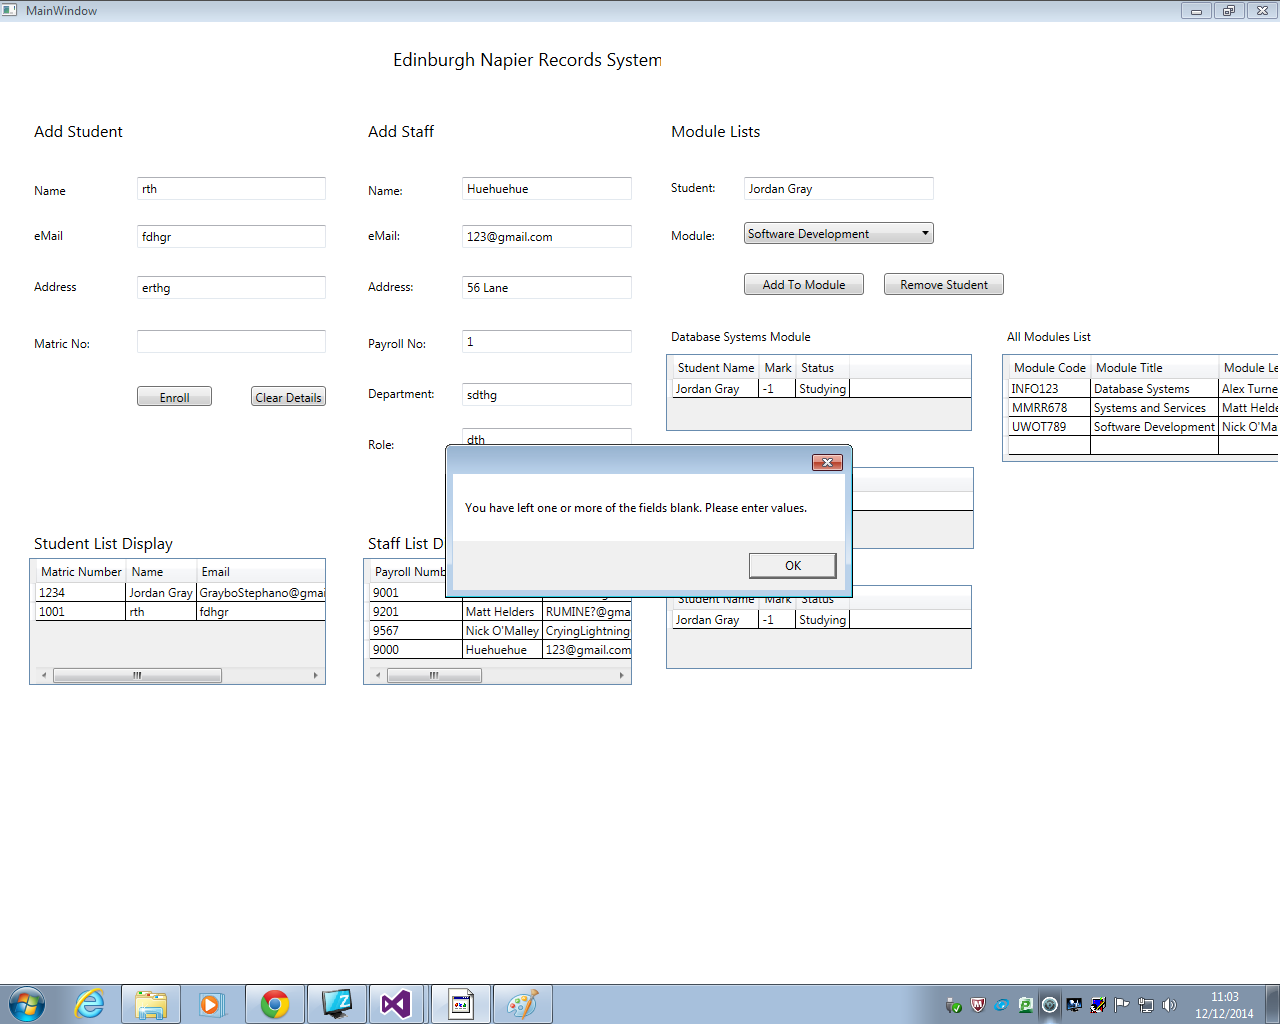 MainWindow
Edinburgh Napier Records System
Add Student
Add Staff
Module Lists
Name
rth
Name:
Huehuehue
Student:
Jordan Gray
eMail
fdhgr
eMail:
123@gmail.com
Module:
Software Development
Address
erthg
Address:
56 Lane
Add To Module
Remove Student
Matric No:
Payroll No:
1
Database Systems Module
All Modules List
Student Name Mark Status
Jordan Gray -1 Studying
Module Code Module Title Module Le
INFO123 Database Systems Alex Turne
MMRR678 Systems and Services Matt Helde
UWOT789 Software Development Nick O'Ma
Enroll
Clear Details
Department:
sdthg
Role:
dth
You have left one or more of the fields blank. Please enter values.
OK
Student List Display
Matric Number Name Email
1234 Jordan Gray GrayboStephano@gmai
1001 rth fdhgr
Staff List D
Payroll Numb
9001
9201 Matt Helders RUMINE?@gma
9567 Nick O'Malley CryingLightning
9000 Huehuehue 123@gmail.com
Student Name Mark Status
Jordan Gray -1 Studying
11:03
12/12/2014